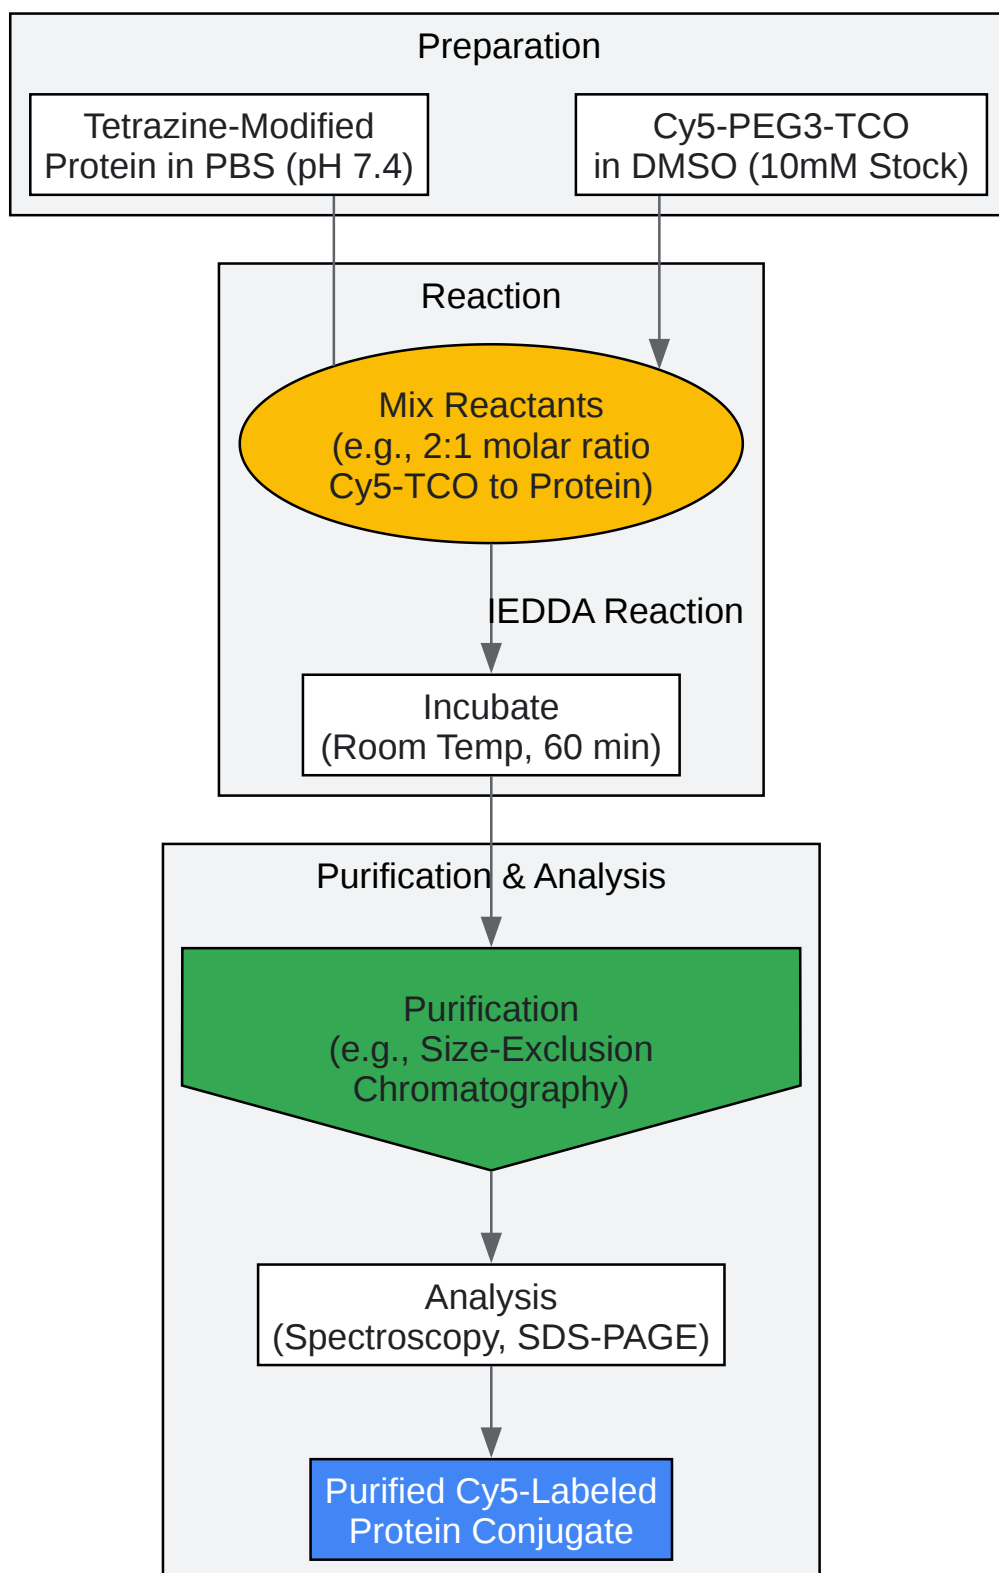 Preparation
Tetrazine-Modified
Protein in PBS (pH 7.4)
Cy5-PEG3-TCO
in DMSO (10mM Stock)
Reaction
Mix Reactants
(e.g., 2:1 molar ratio
Cy5-TCO to Protein)
IEDDA Reaction
Incubate
(Room Temp, 60 min)
Purification & Analysis
Purification
(e.g., Size-Exclusion
Chromatography)
Analysis
(Spectroscopy, SDS-PAGE)
Purified Cy5-Labeled
Protein Conjugate